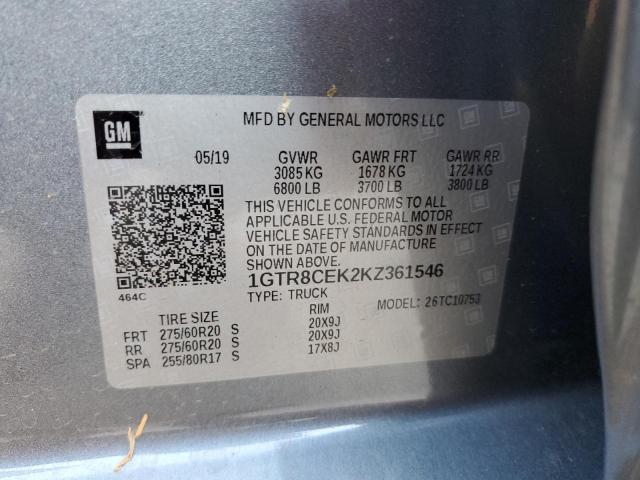 GM
MFD BY GENERAL MOTORS LLC
05/19 GVWR GAWR FRT GAWR RR
3085 KG 1678 KG 1724 KG
6800 LB 3700 LB 3800 LB
THIS VEHICLE CONFORMS TO ALL
APPLICABLE U.S. FEDERAL MOTOR
VEHICLE SAFETY STANDARDS IN EFFECT
ON THE DATE OF MANUFACTURE
SHOWN ABOVE.
464C
1GTR8CEK2KZ361546
TYPE: TRUCK MODEL: 26TC10753
TIRE SIZE RIM
FRT 275/60R20 S 20X9J
RR 275/60R20 S 20X9J
SPA 255/80R17 S 17X8J